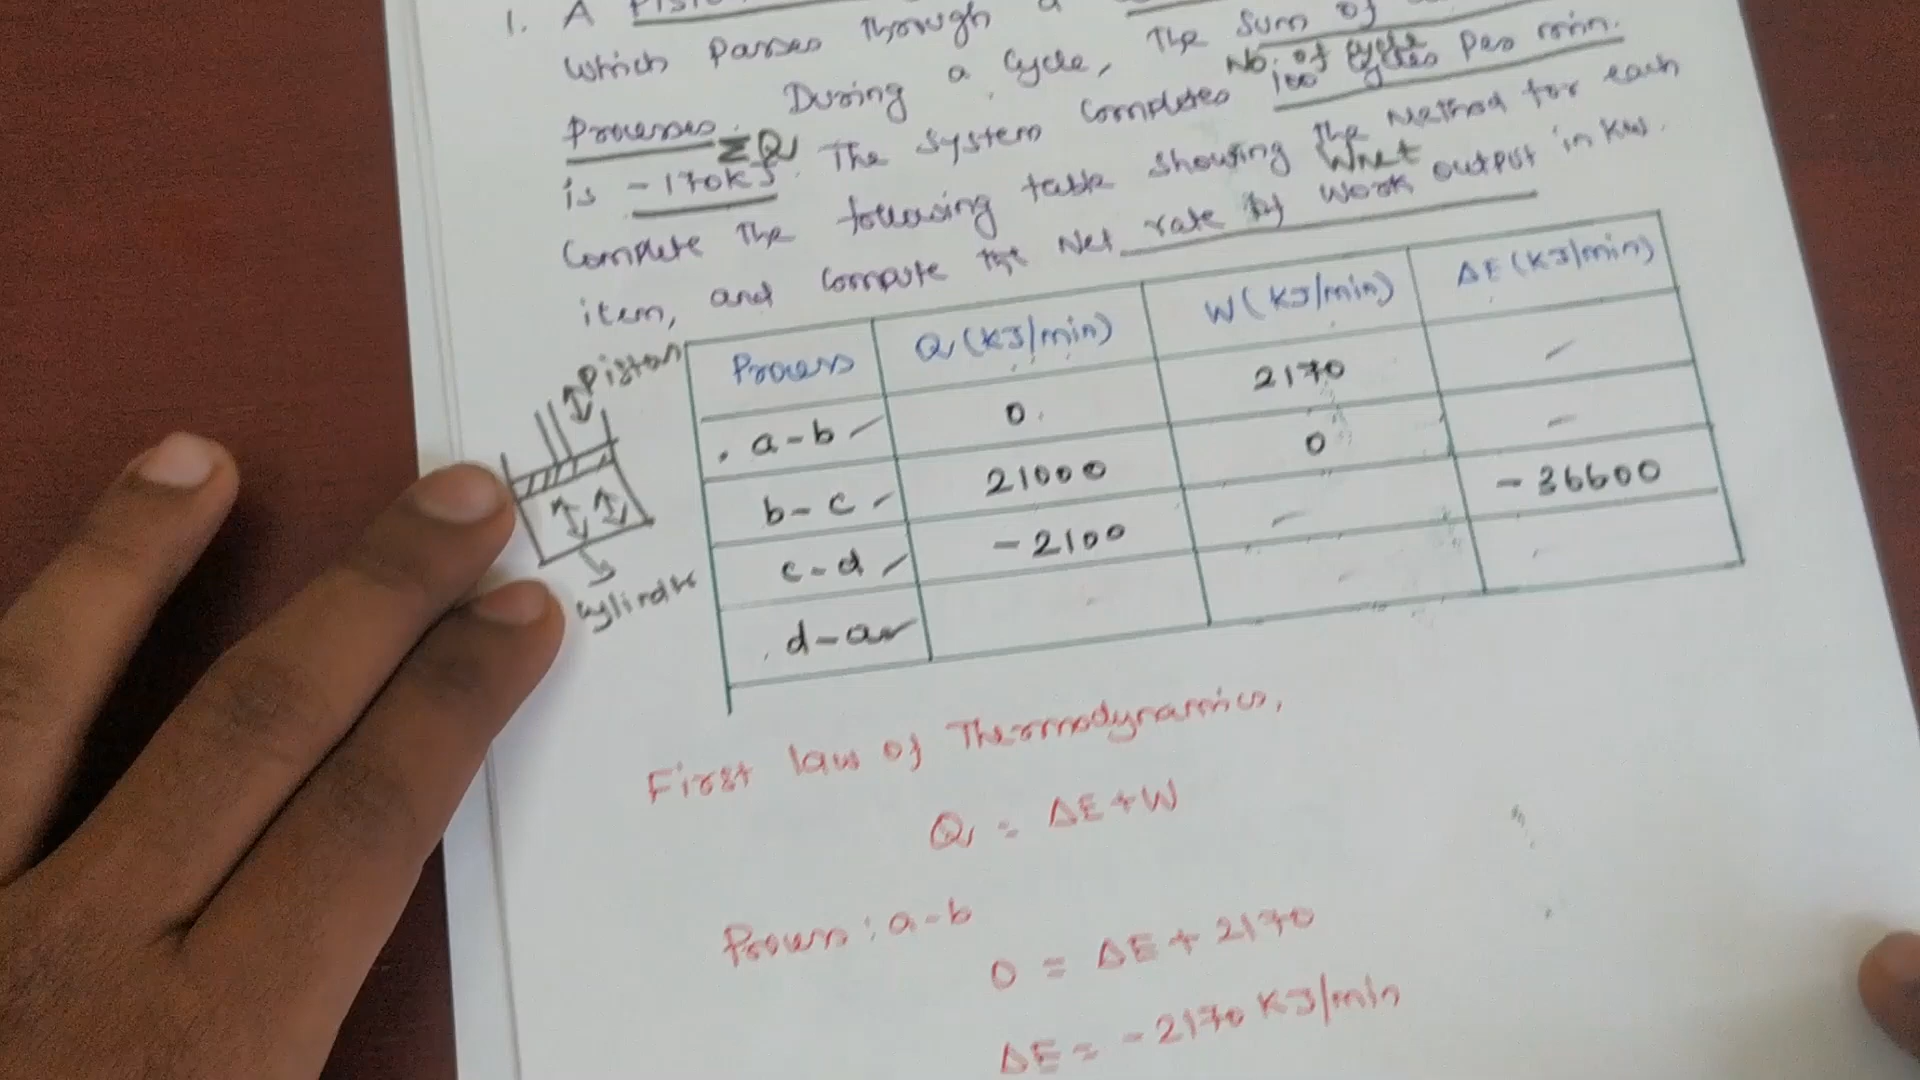 1. A
which passes through a
Processes. During a cycle, The sum of
ΣQ No. of cycle
is -170KJ. The system completes 100 cycles per min.
Complete the following table showing the Method for each
Wnet
item, and compute the Net rate of work output in KW.
Piston
Cylinder
Process Q (KJ/min) W (KJ/min) ΔE (KJ/min)
a-b 0 2170 -
b-c 21000 0 -
c-d -2100 - -36600
d-a - - -
First law of Thermodynamics,
Q = ΔE + W
Process : a-b
0 = ΔE + 2170
ΔE = -2170 KJ/min